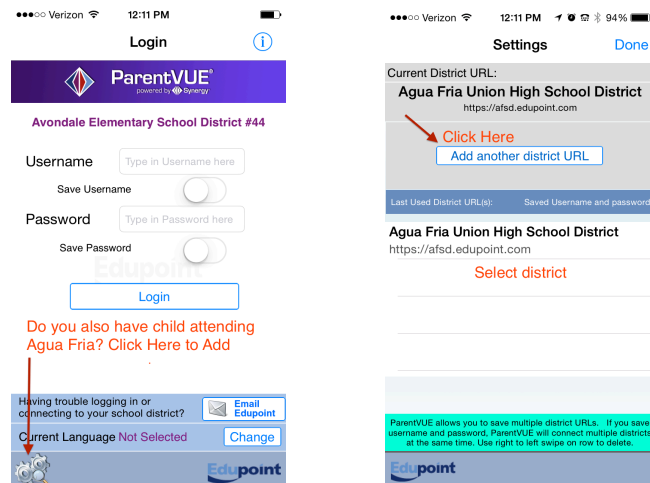 Verizon 12:11 PM
Login
i
ParentVUE®
powered by Synergy
Avondale Elementary School District #44
Username Type in Username here
Save Username
Password Type in Password here
Save Password
Edupoint
Login
Do you also have child attending
Agua Fria? Click Here to Add
Having trouble logging in or
connecting to your school district?
Email
Edupoint
Current Language Not Selected Change
Edupoint
Verizon 12:11 PM 94%
Settings Done
Current District URL:
Agua Fria Union High School District
https://afsd.edupoint.com
Click Here
Add another district URL
Last Used District URL(s): Saved Username and password
Agua Fria Union High School District
https://afsd.edupoint.com
Select district
ParentVUE allows you to save multiple district URLs. If you save
username and password, ParentVUE will connect multiple districts
at the same time. Use right to left swipe on row to delete.
Edupoint